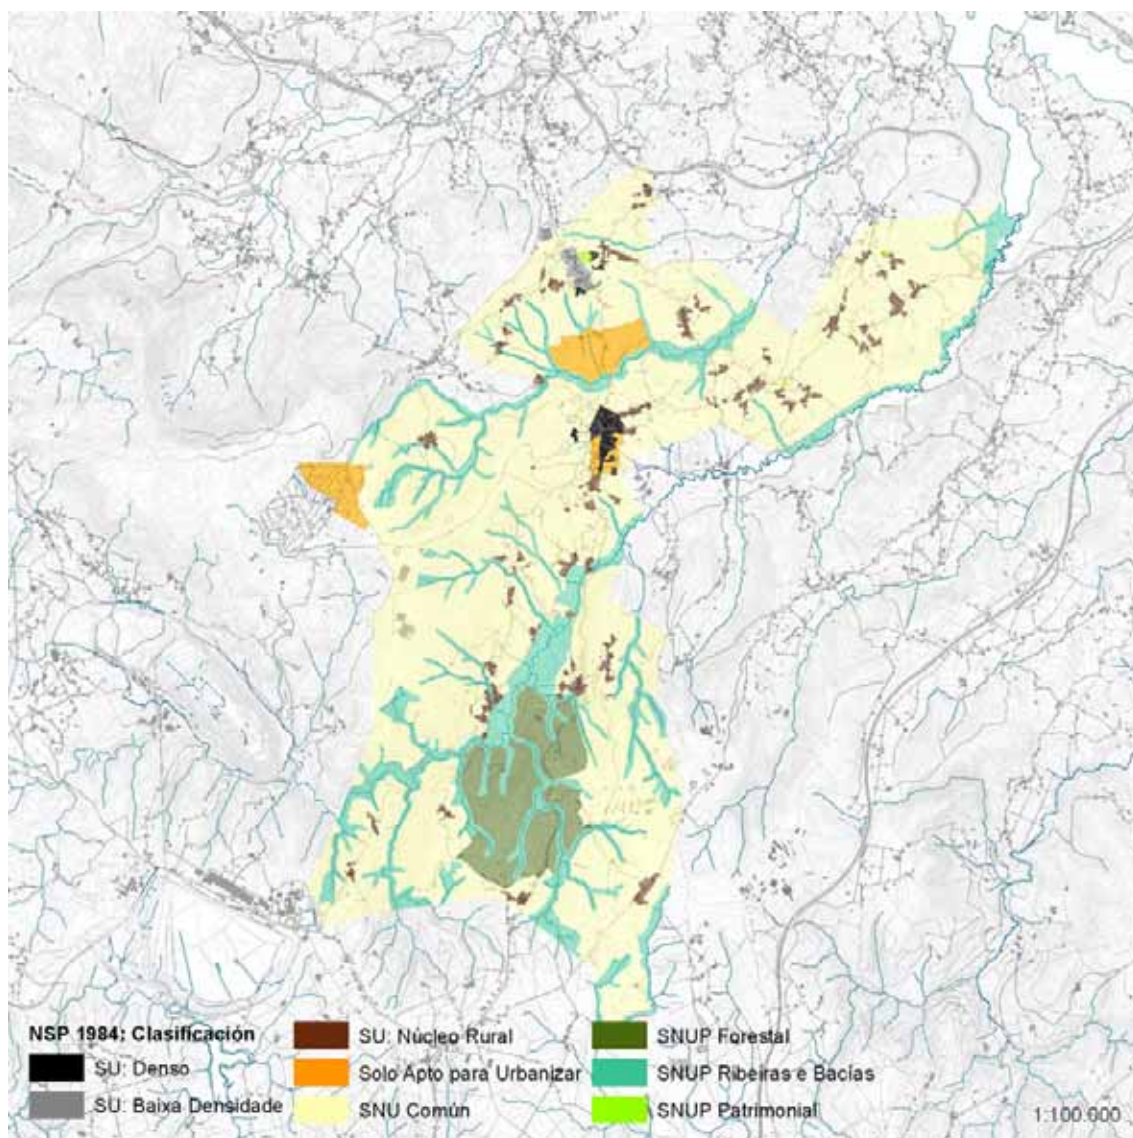 NSP 1984: Clasificación
SU: Denso
SU: Baixa Densidade
SU: Núcleo Rural
Solo Apto para Urbanizar
SNU Común
SNUP Forestal
SNUP Ribeiras e Bacías
SNUP Patrimonial
1:100.000